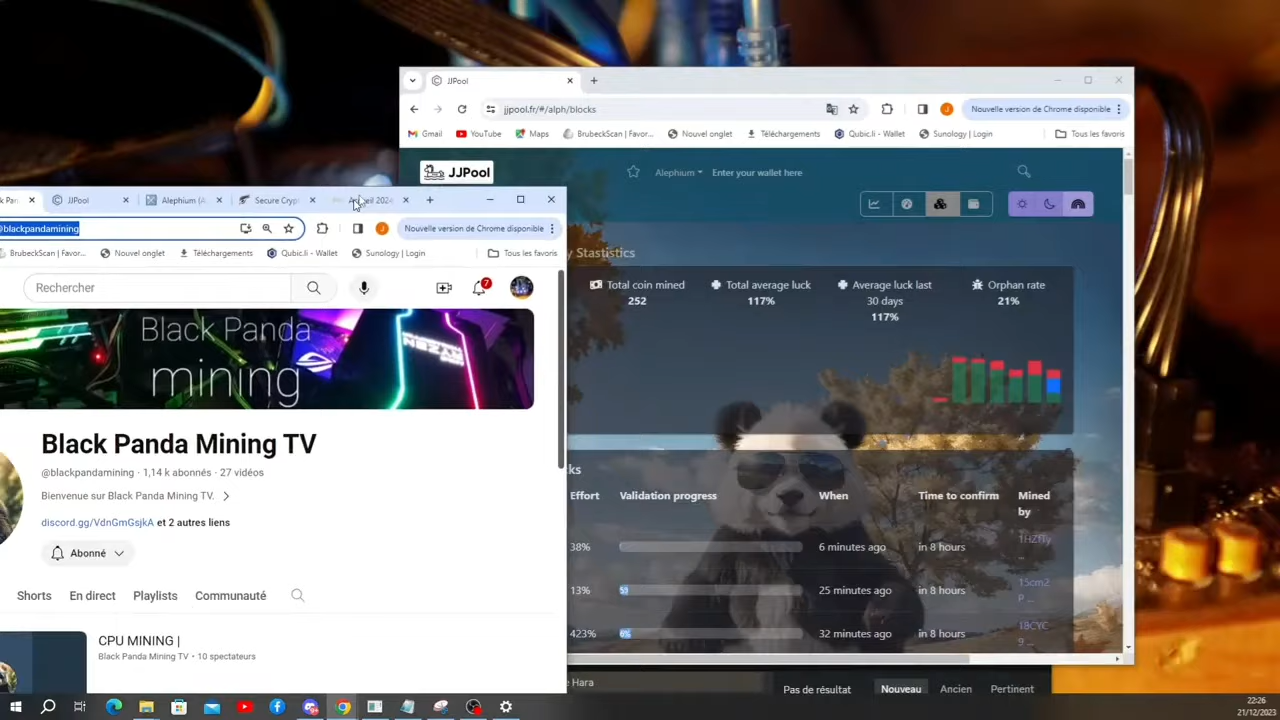 JJPool
jjpool.fr/#/alph/blocks
Nouvelle version de Chrome disponible
Gmail
YouTube
Maps
BrubeckScan | Favor...
Nouvel onglet
Téléchargements
Qubic.li - Wallet
Sunology | Login
Tous les favoris
JJPool
Alephium
Enter your wallet here
y Statistics
Total coin mined
252
Total average luck
117%
Average luck last
30 days
117%
Orphan rate
21%
cks
Effort
Validation progress
When
Time to confirm
Mined
by
38%
6 minutes ago
in 8 hours
13%
25 minutes ago
in 8 hours
15cm2
P ...
423%
6%
32 minutes ago
in 8 hours
18CYC
9 ...
JJPool
Alephium (A
Secure Cryp
@blackpandamining
Nouvelle version de Chrome disponible
BrubeckScan | Favor...
Nouvel onglet
Téléchargements
Qubic.li - Wallet
Sunology | Login
Tous les favoris
Rechercher
7
Black Panda
mining
Black Panda Mining TV
@blackpandamining · 1,14 k abonnés · 27 vidéos
Bienvenue sur Black Panda Mining TV.
discord.gg/VdnGmGsjkA et 2 autres liens
Abonné
Shorts
En direct
Playlists
Communauté
CPU MINING |
Black Panda Mining TV • 10 spectateurs
e Hara
Pas de résultat
Nouveau
Ancien
Pertinent
22:26
21/12/2023